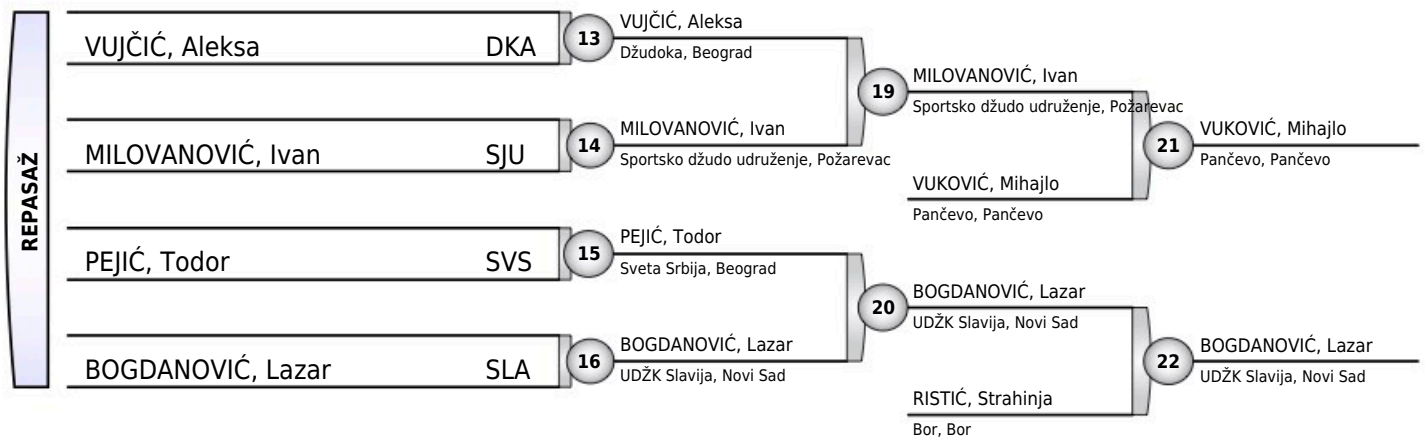 REPASAŽ
VUJČIĆ, Aleksa DKA
MILOVANOVIĆ, Ivan SJU
PEJIĆ, Todor SVS
BOGDANOVIĆ, Lazar SLA
13
VUJČIĆ, Aleksa
Džudoka, Beograd
14
MILOVANOVIĆ, Ivan
Sportsko džudo udruženje, Požarevac
15
PEJIĆ, Todor
Sveta Srbija, Beograd
16
BOGDANOVIĆ, Lazar
UDŽK Slavija, Novi Sad
19
MILOVANOVIĆ, Ivan
Sportsko džudo udruženje, Požarevac
VUKOVIĆ, Mihajlo
Pančevo, Pančevo
20
BOGDANOVIĆ, Lazar
UDŽK Slavija, Novi Sad
RISTIĆ, Strahinja
Bor, Bor
21
VUKOVIĆ, Mihajlo
Pančevo, Pančevo
22
BOGDANOVIĆ, Lazar
UDŽK Slavija, Novi Sad